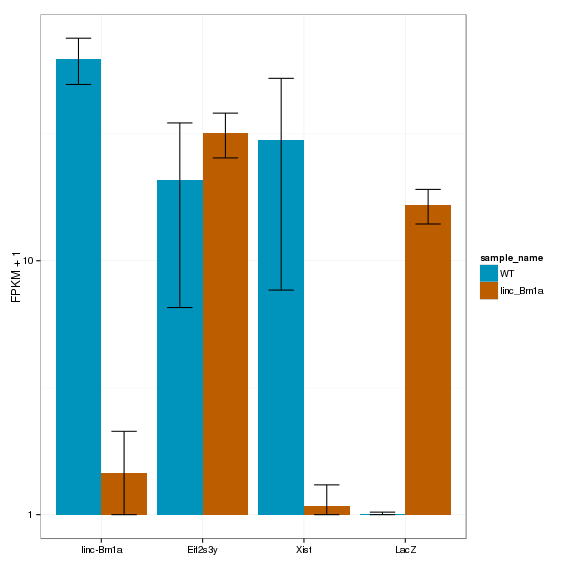 FPKM + 1
10
1
linc-Brn1a
Eif2s3y
Xist
LacZ
sample_name
WT
linc_Brn1a